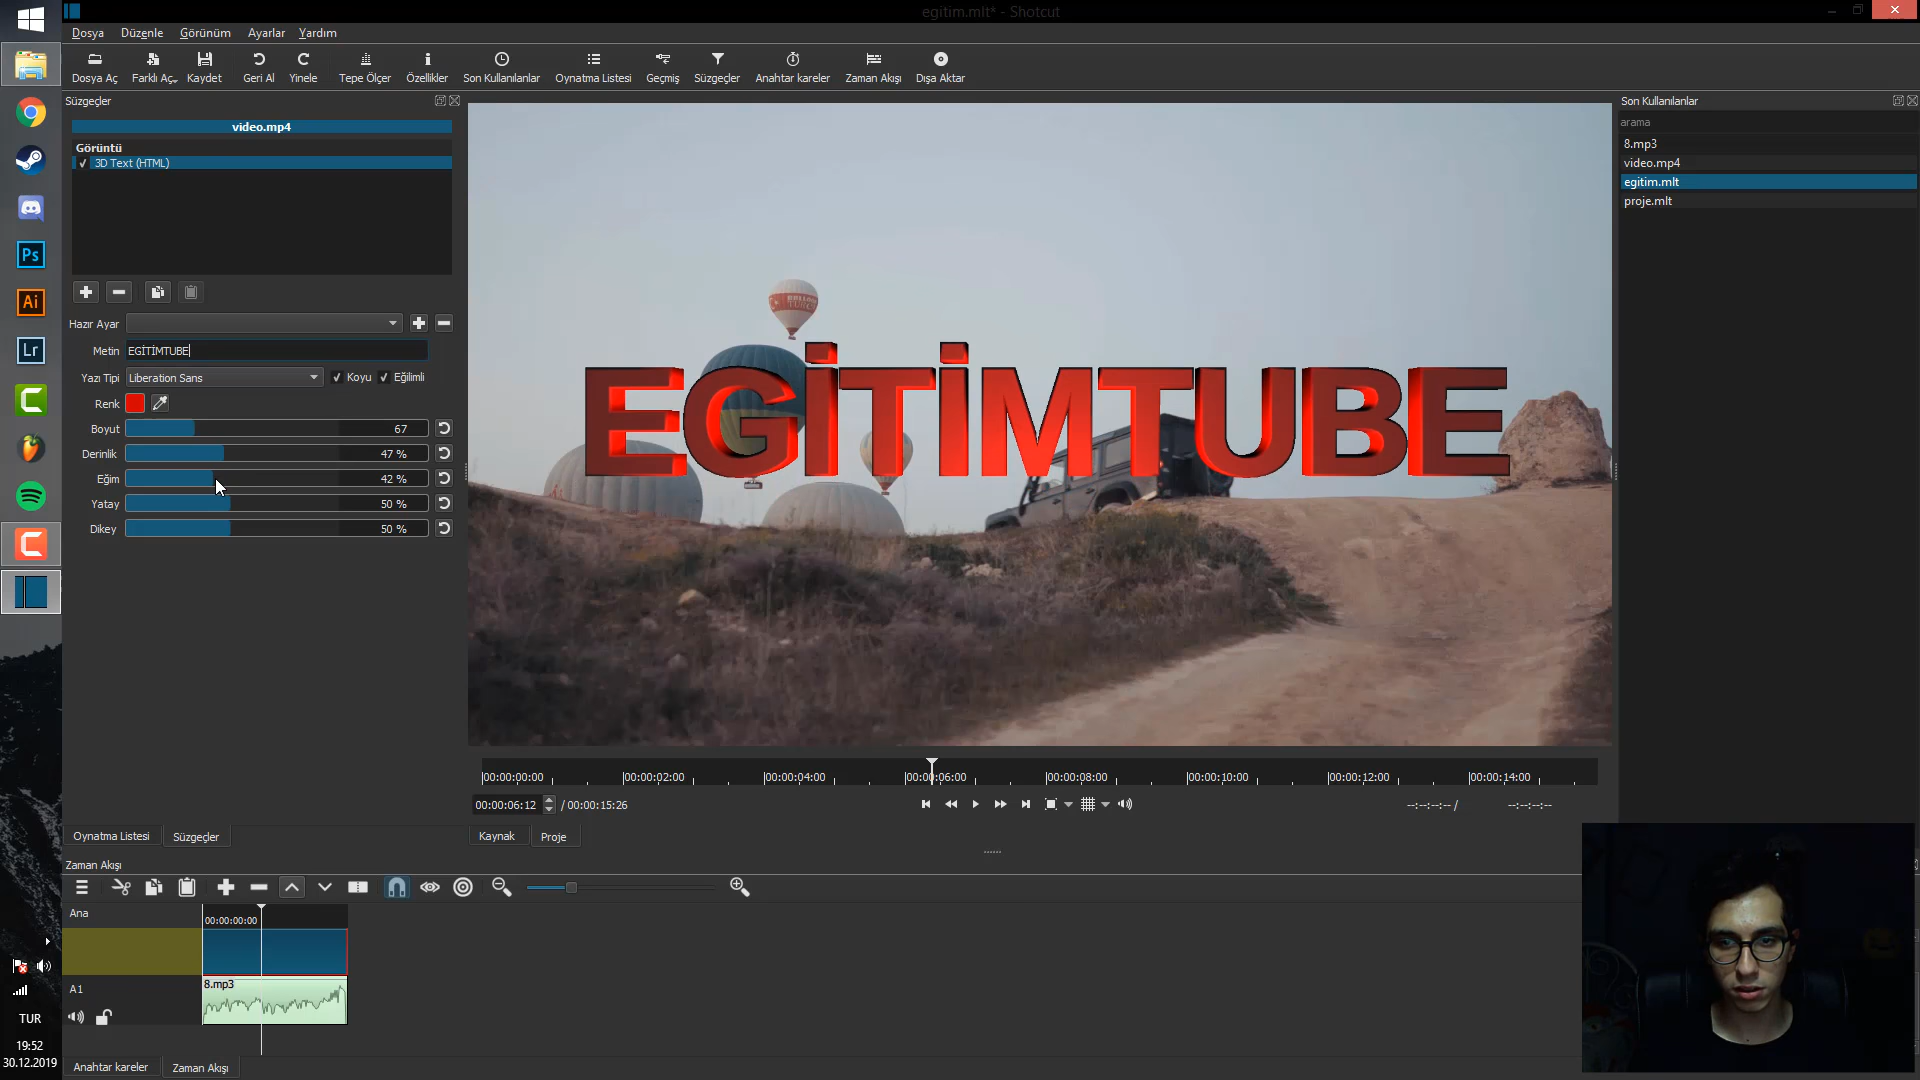 egitim.mlt* - Shotcut
Dosya Düzenle Görünüm Ayarlar Yardım
Dosya Aç Farklı Aç... Kaydet Geri Al Yinele Tepe Ölçer Özellikler Son Kullanılanlar Oynatma Listesi Geçmiş Süzgeçler Anahtar kareler Zaman Akışı Dışa Aktar
Süzgeçler
video.mp4
Görüntü
3D Text (HTML)
Hazır Ayar
Metin EGİTİMTUBE
Yazı Tipi Liberation Sans Koyu Eğilimli
Renk
Boyut 67
Derinlik 47 %
Eğim 42 %
Yatay 50 %
Dikey 50 %
EGİTİMTUBE
Son Kullanılanlar
arama
8.mp3
video.mp4
egitim.mlt
proje.mlt
00:00:00:00 00:00:02:00 00:00:04:00 00:00:06:00 00:00:08:00 00:00:10:00 00:00:12:00 00:00:14:00
00:00:06:12 / 00:00:15:26 --:--:--:-- / --:--:--:--
Oynatma Listesi Süzgeçler
Kaynak Proje
Zaman Akışı
Ana
00:00:00:00
A1
8.mp3
Anahtar kareler Zaman Akışı
Ps
Ai
Lr
TUR
19:52
30.12.2019